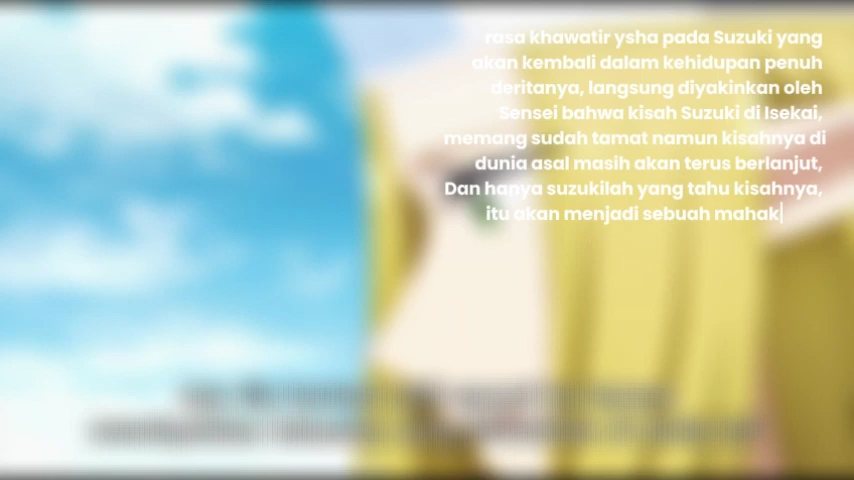 rasa khawatir ysha pada Suzuki yang
akan kembali dalam kehidupan penuh
deritanya, langsung diyakinkan oleh
Sensei bahwa kisah Suzuki di Isekai,
memang sudah tamat namun kisahnya di
dunia asal masih akan terus berlanjut,
Dan hanya suzukilah yang tahu kisahnya,
itu akan menjadi sebuah mahak